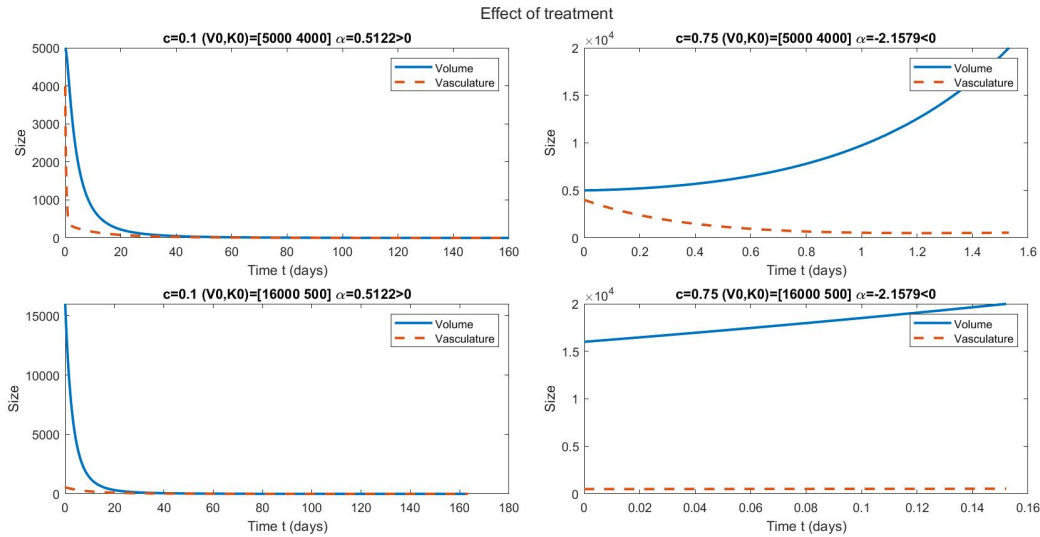 Effect of treatment
c=0.1 (V0,K0)=[5000 4000] α=0.5122>0
5000
4000
3000
2000
1000
0
Size
Volume
Vasculature
0 20 40 60 80 100 120 140 160
Time t (days)
c=0.75 (V0,K0)=[5000 4000] α=-2.1579<0
×10⁴
2
1.5
1
0.5
0
Size
Volume
Vasculature
0 0.2 0.4 0.6 0.8 1 1.2 1.4 1.6
Time t (days)
c=0.1 (V0,K0)=[16000 500] α=0.5122>0
15000
10000
5000
0
Size
Volume
Vasculature
0 20 40 60 80 100 120 140 160 180
Time t (days)
c=0.75 (V0,K0)=[16000 500] α=-2.1579<0
×10⁴
2
1.5
1
0.5
0
Size
Volume
Vasculature
0 0.02 0.04 0.06 0.08 0.1 0.12 0.14 0.16
Time t (days)